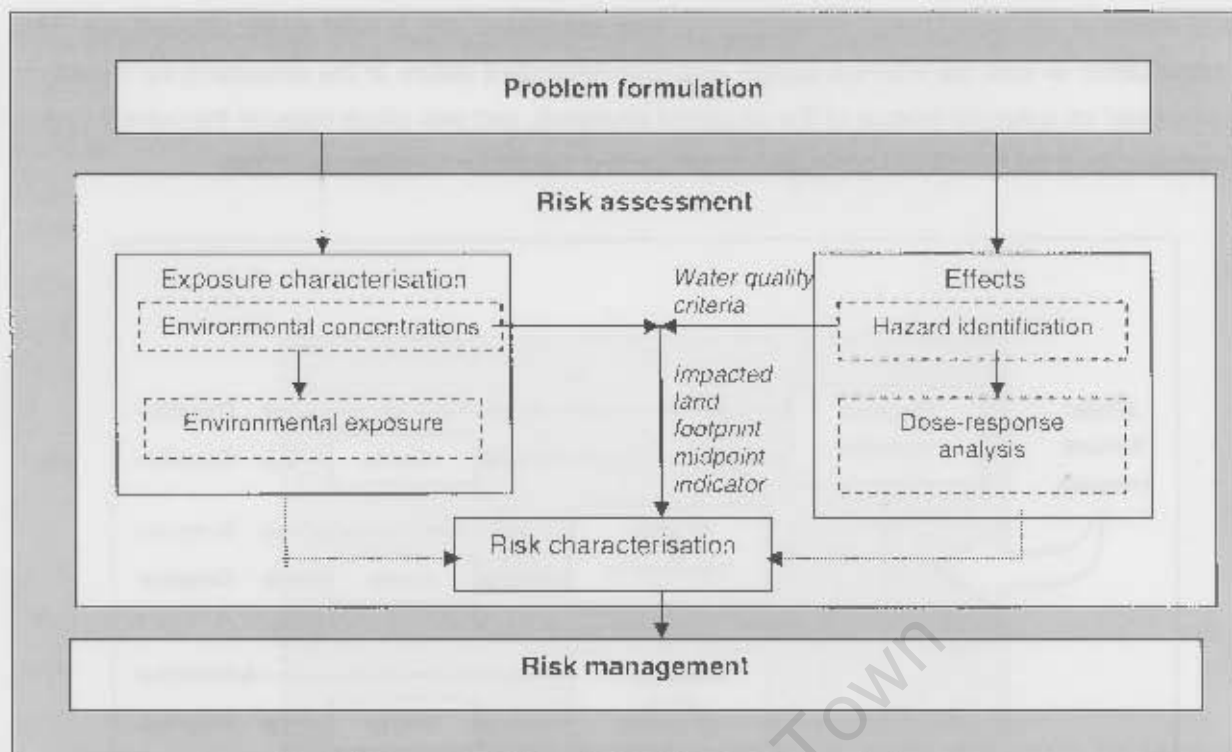 Problem formulation
Risk assessment
Exposure characterisation
Environmental concentrations
Environmental exposure
Water quality
criteria
Impacted
land
footprint
midpoint
indicator
Effects
Hazard identification
Dose-response
analysis
Risk characterisation
Risk management
Town